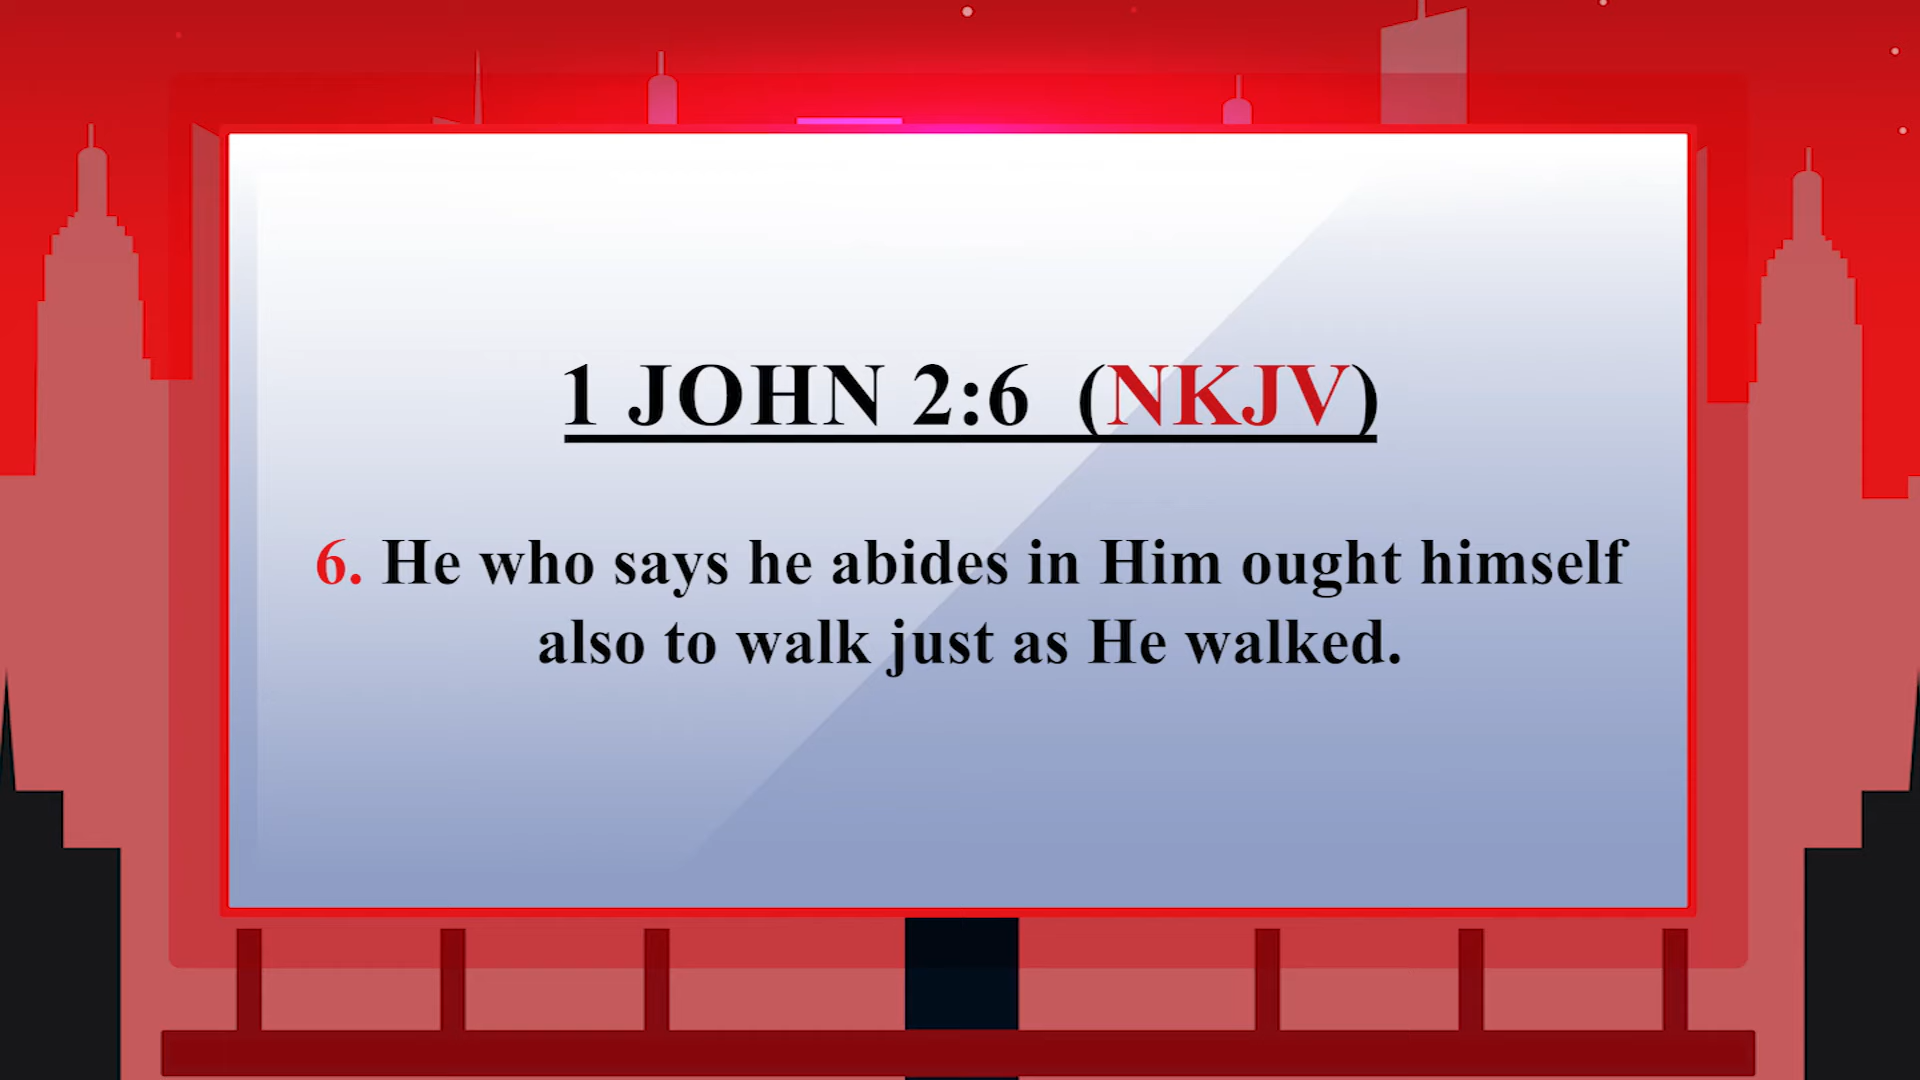 1 JOHN 2:6 (NKJV)
6. He who says he abides in Him ought himself
also to walk just as He walked.